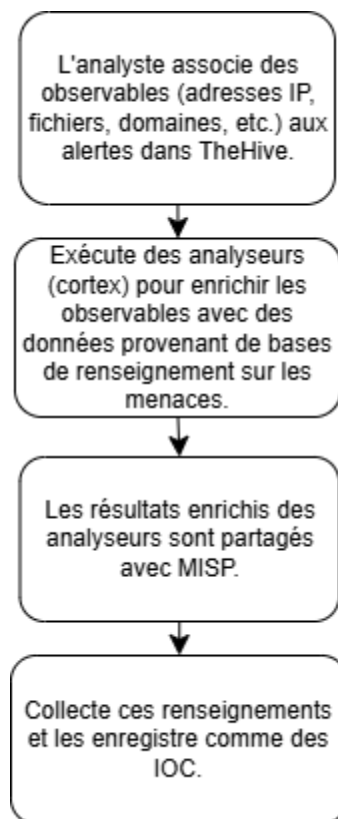 L'analyste associe des
observables (adresses IP,
fichiers, domaines, etc.) aux
alertes dans TheHive.
Exécute des analyseurs
(cortex) pour enrichir les
observables avec des
données provenant de bases
de renseignement sur les
menaces.
Les résultats enrichis des
analyseurs sont partagés
avec MISP.
Collecte ces renseignements
et les enregistre comme des
IOC.